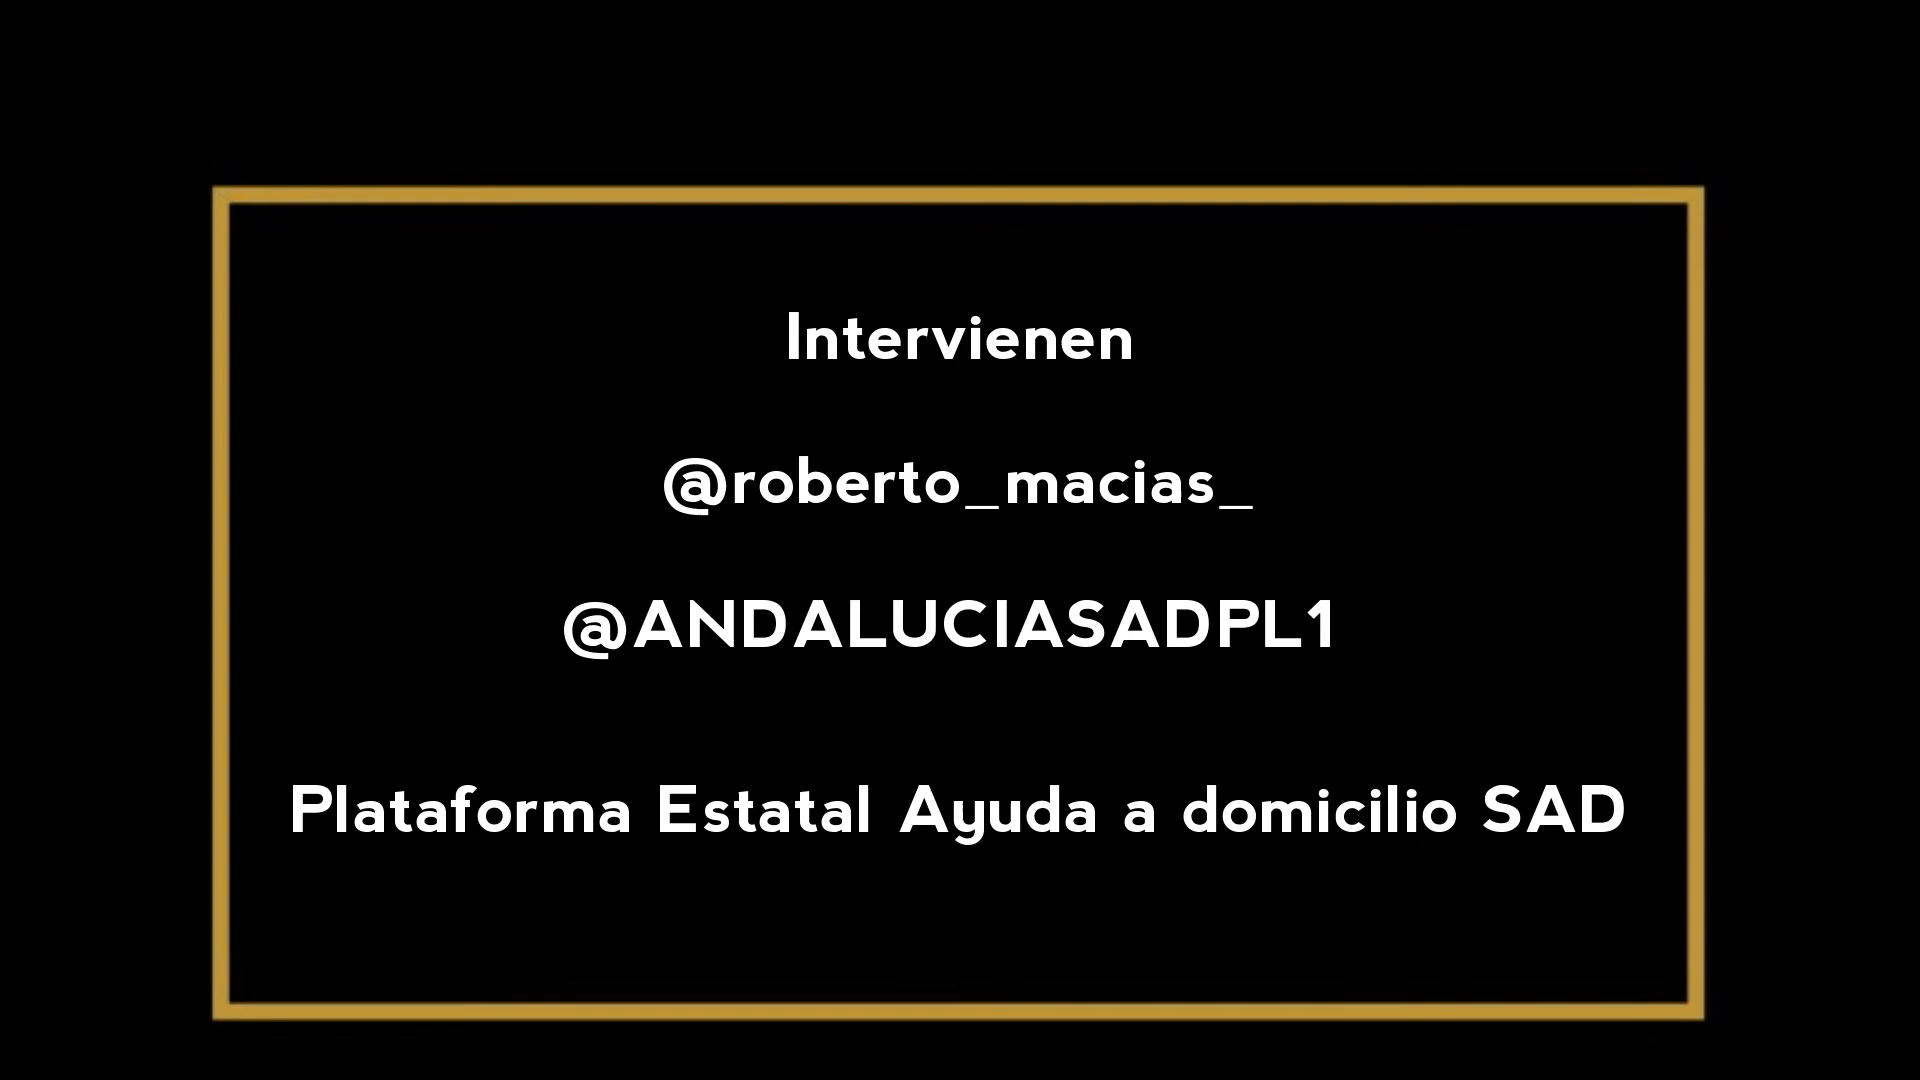 Intervienen
@roberto_macias_
@ANDALUCIASADPL1
Plataforma Estatal Ayuda a domicilio SAD